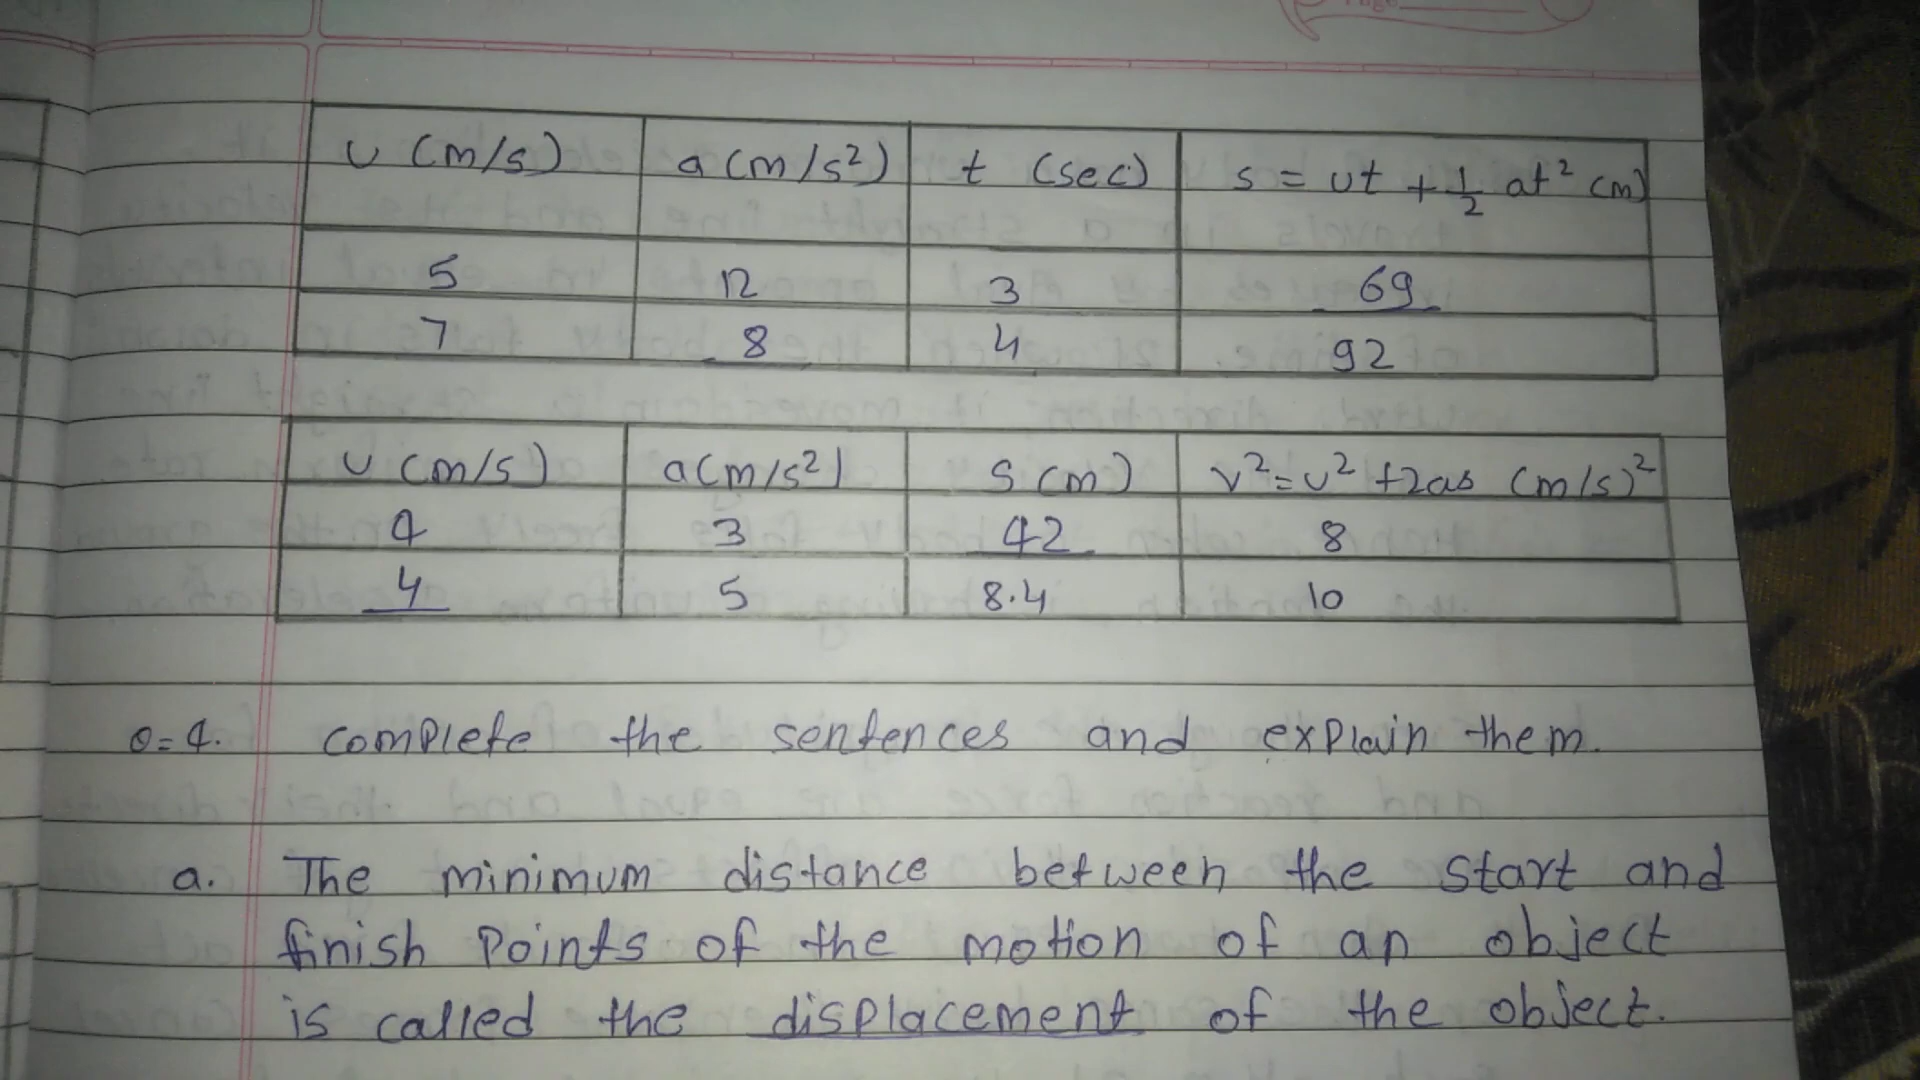 u (m/s) a (m/s²) t (sec) s = ut + 1/2 at² (m)
5 12 3 69
7 8 4 92
u (m/s) a (m/s²) s (m) v² = u² + 2as (m/s)²
4 3 42 8
4 5 8.4 10
Q=4. complete the sentences and explain them.
a. The minimum distance between the start and
finish points of the motion of an object
is called the displacement of the object.